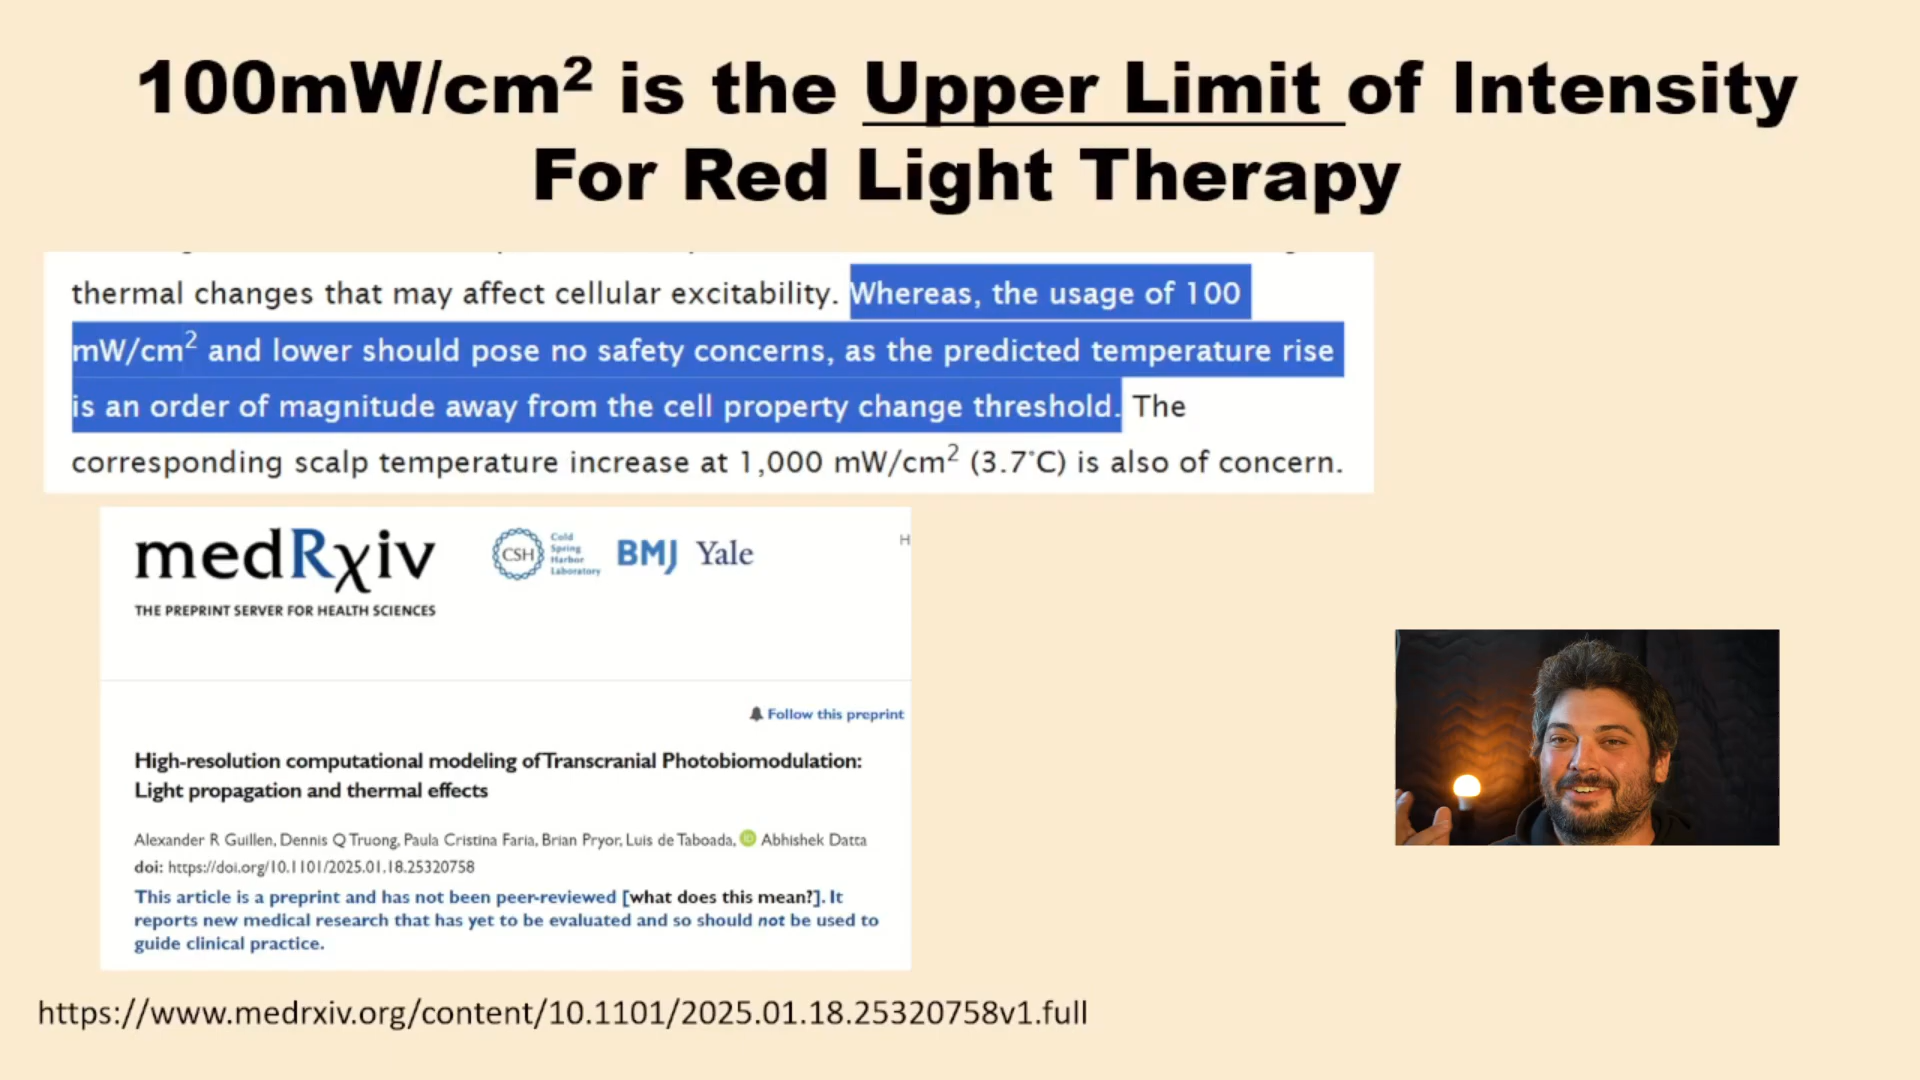 100mW/cm² is the Upper Limit of Intensity
For Red Light Therapy
thermal changes that may affect cellular excitability. Whereas, the usage of 100
mW/cm² and lower should pose no safety concerns, as the predicted temperature rise
is an order of magnitude away from the cell property change threshold. The
corresponding scalp temperature increase at 1,000 mW/cm² (3.7°C) is also of concern.
medRχiv
THE PREPRINT SERVER FOR HEALTH SCIENCES
CSH
Cold
Spring
Harbor
Laboratory
BMJ Yale
H
Follow this preprint
High-resolution computational modeling of Transcranial Photobiomodulation:
Light propagation and thermal effects
Alexander R Guillen, Dennis Q Truong, Paula Cristina Faria, Brian Pryor, Luis de Taboada, iD Abhishek Datta
doi: https://doi.org/10.1101/2025.01.18.25320758
This article is a preprint and has not been peer-reviewed [what does this mean?]. It
reports new medical research that has yet to be evaluated and so should not be used to
guide clinical practice.
https://www.medrxiv.org/content/10.1101/2025.01.18.25320758v1.full